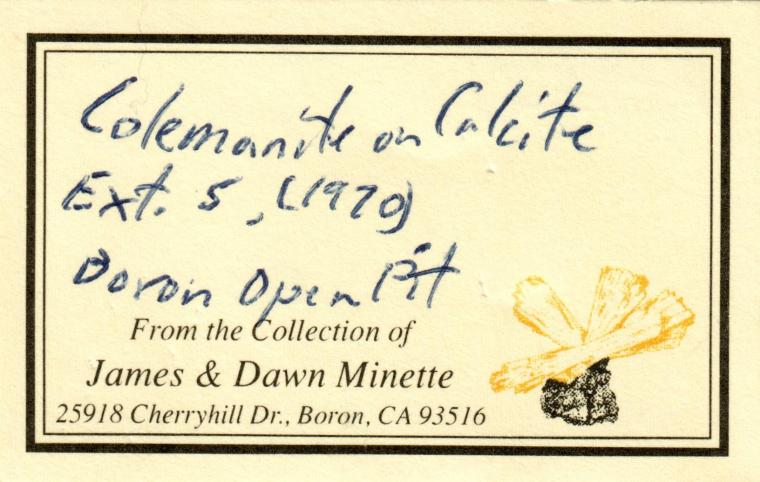 Colemanite on Calcite
Ext. 5, (1970)
Boron Open Pit
From the Collection of
James & Dawn Minette
25918 Cherryhill Dr., Boron, CA 93516